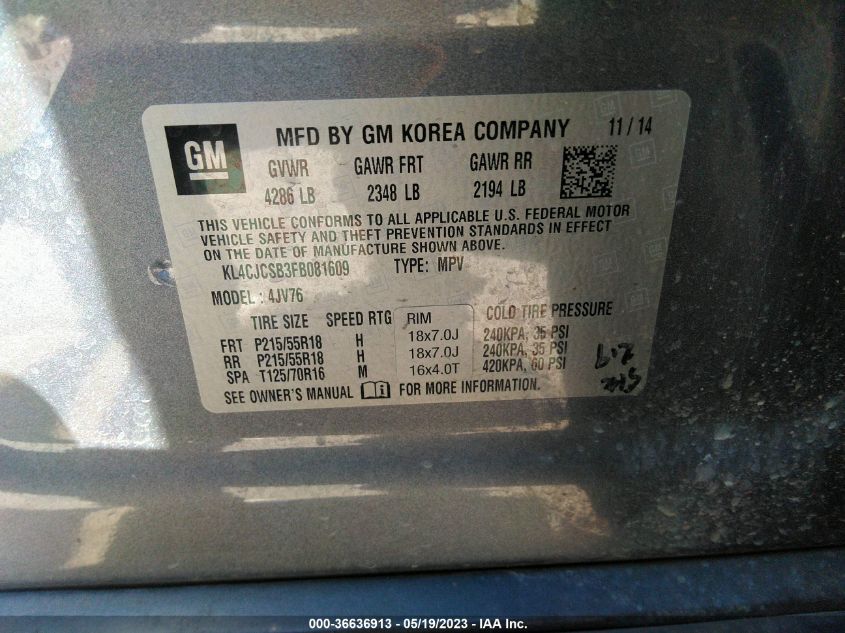 GM
MFD BY GM KOREA COMPANY 11 / 14
GVWR GAWR FRT GAWR RR
4286 LB 2348 LB 2194 LB
THIS VEHICLE CONFORMS TO ALL APPLICABLE U.S. FEDERAL MOTOR
VEHICLE SAFETY AND THEFT PREVENTION STANDARDS IN EFFECT
ON THE DATE OF MANUFACTURE SHOWN ABOVE.
KL4CJCSB3FB081609 TYPE: MPV
MODEL : 4JV76
TIRE SIZE SPEED RTG RIM COLD TIRE PRESSURE
FRT P215/55R18 H 18x7.0J 240KPA, 35 PSI
RR P215/55R18 H 18x7.0J 240KPA, 35 PSI
SPA T125/70R16 M 16x4.0T 420KPA, 60 PSI
SEE OWNER'S MANUAL FOR MORE INFORMATION.
000-36636913 - 05/19/2023 - IAA Inc.